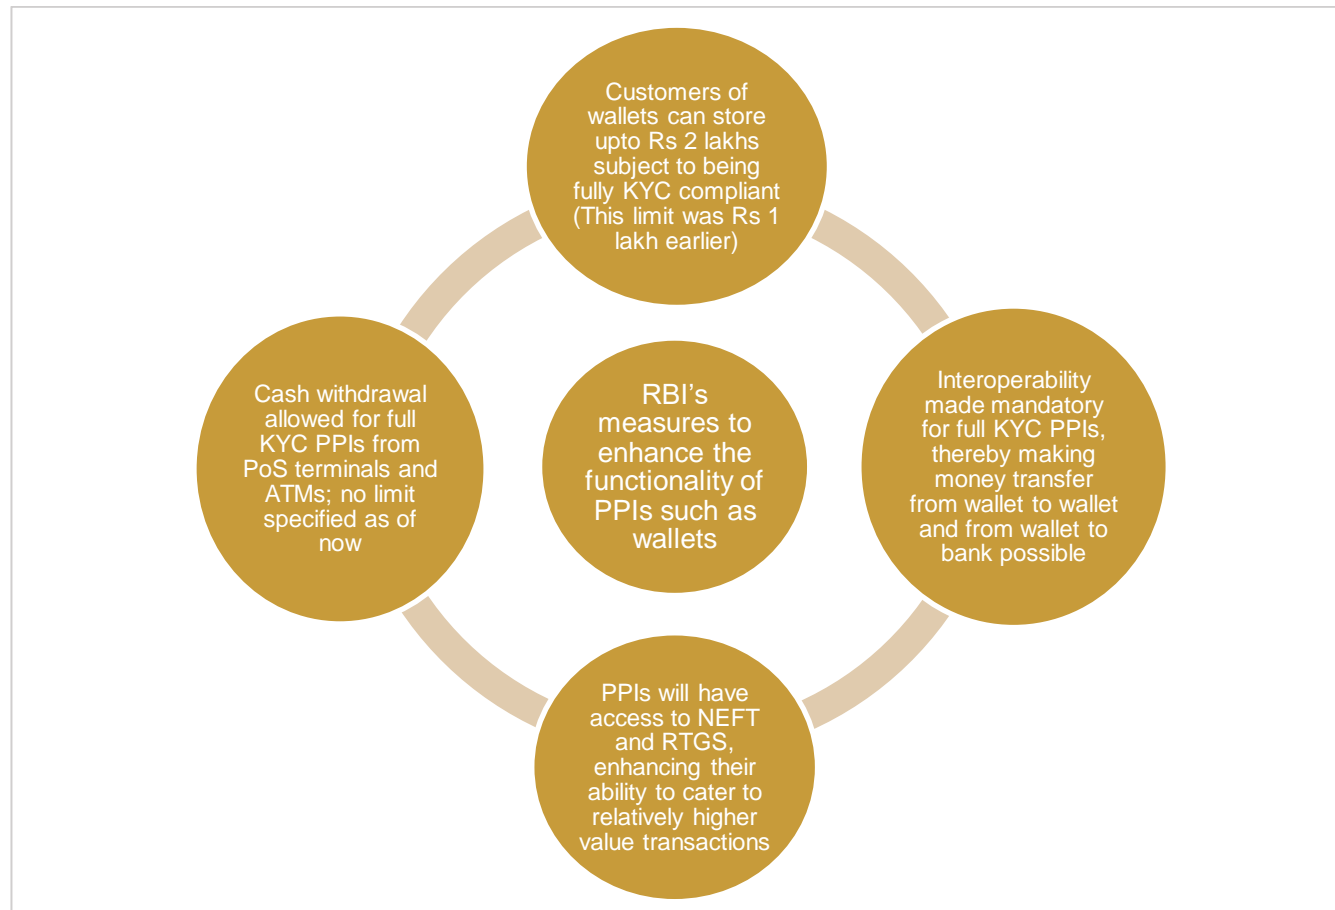 Customers of
wallets can store
upto Rs 2 lakhs
subject to being
fully KYC compliant
(This limit was Rs 1
lakh earlier)
Cash withdrawal
allowed for full
KYC PPIs from
PoS terminals and
ATMs; no limit
specified as of
now
RBI’s
measures to
enhance the
functionality of
PPIs such as
wallets
Interoperability
made mandatory
for full KYC PPIs,
thereby making
money transfer
from wallet to wallet
and from wallet to
bank possible
PPIs will have
access to NEFT
and RTGS,
enhancing their
ability to cater to
relatively higher
value transactions